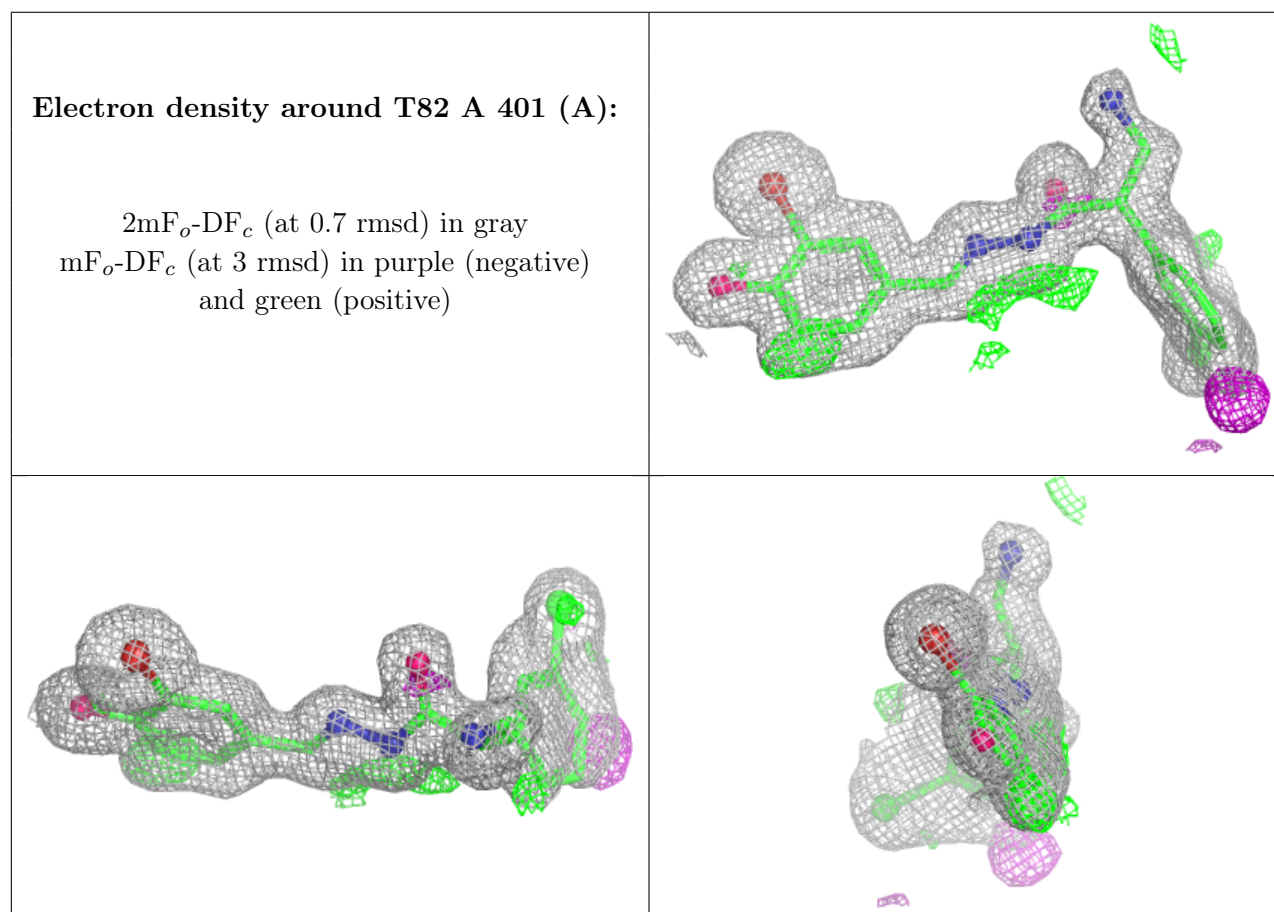 Electron density around T82 A 401 (A):
2mFₒ-DF𝒸 (at 0.7 rmsd) in gray
mFₒ-DF𝒸 (at 3 rmsd) in purple (negative)
and green (positive)